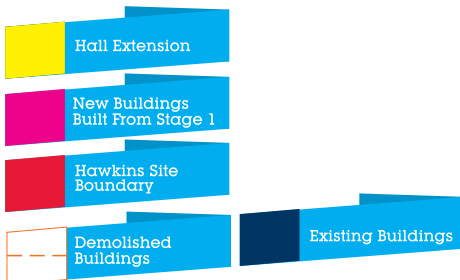 Hall Extension
New Buildings
Built From Stage 1
Hawkins Site
Boundary
Demolished
Buildings
Existing Buildings